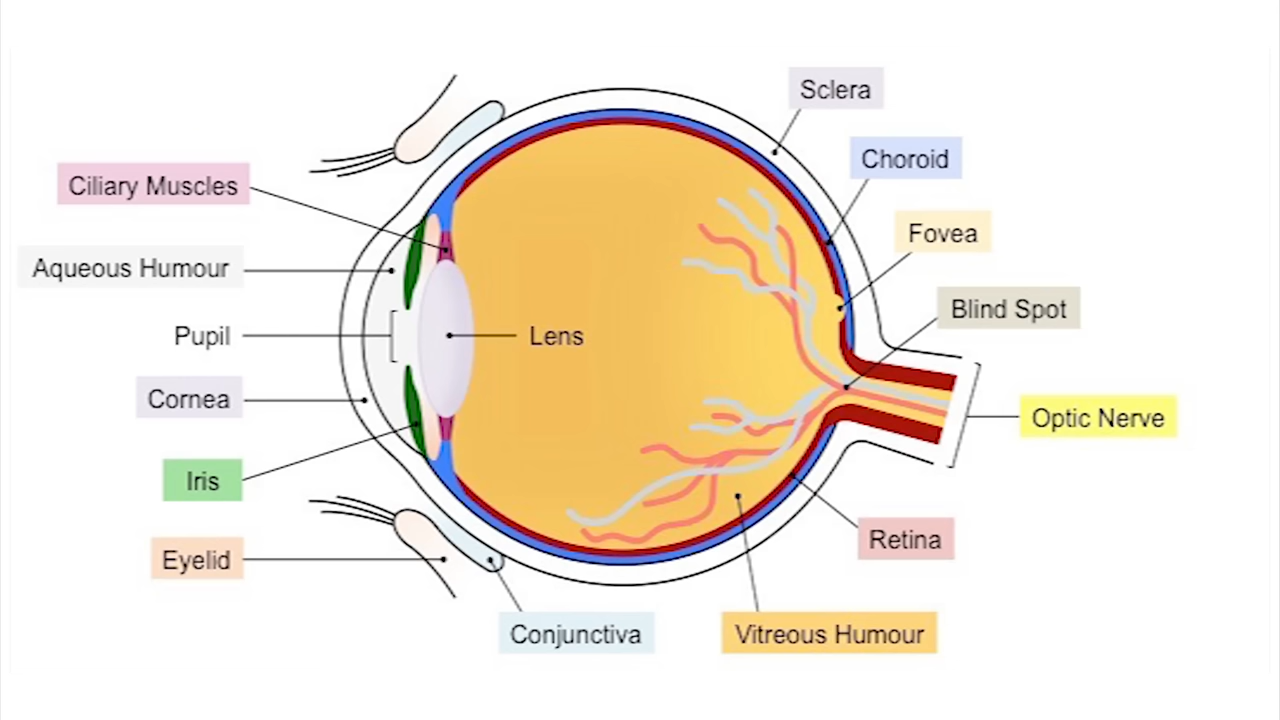 Sclera
Choroid
Ciliary Muscles
Fovea
Aqueous Humour
Blind Spot
Pupil
Lens
Cornea
Optic Nerve
Iris
Retina
Eyelid
Conjunctiva
Vitreous Humour